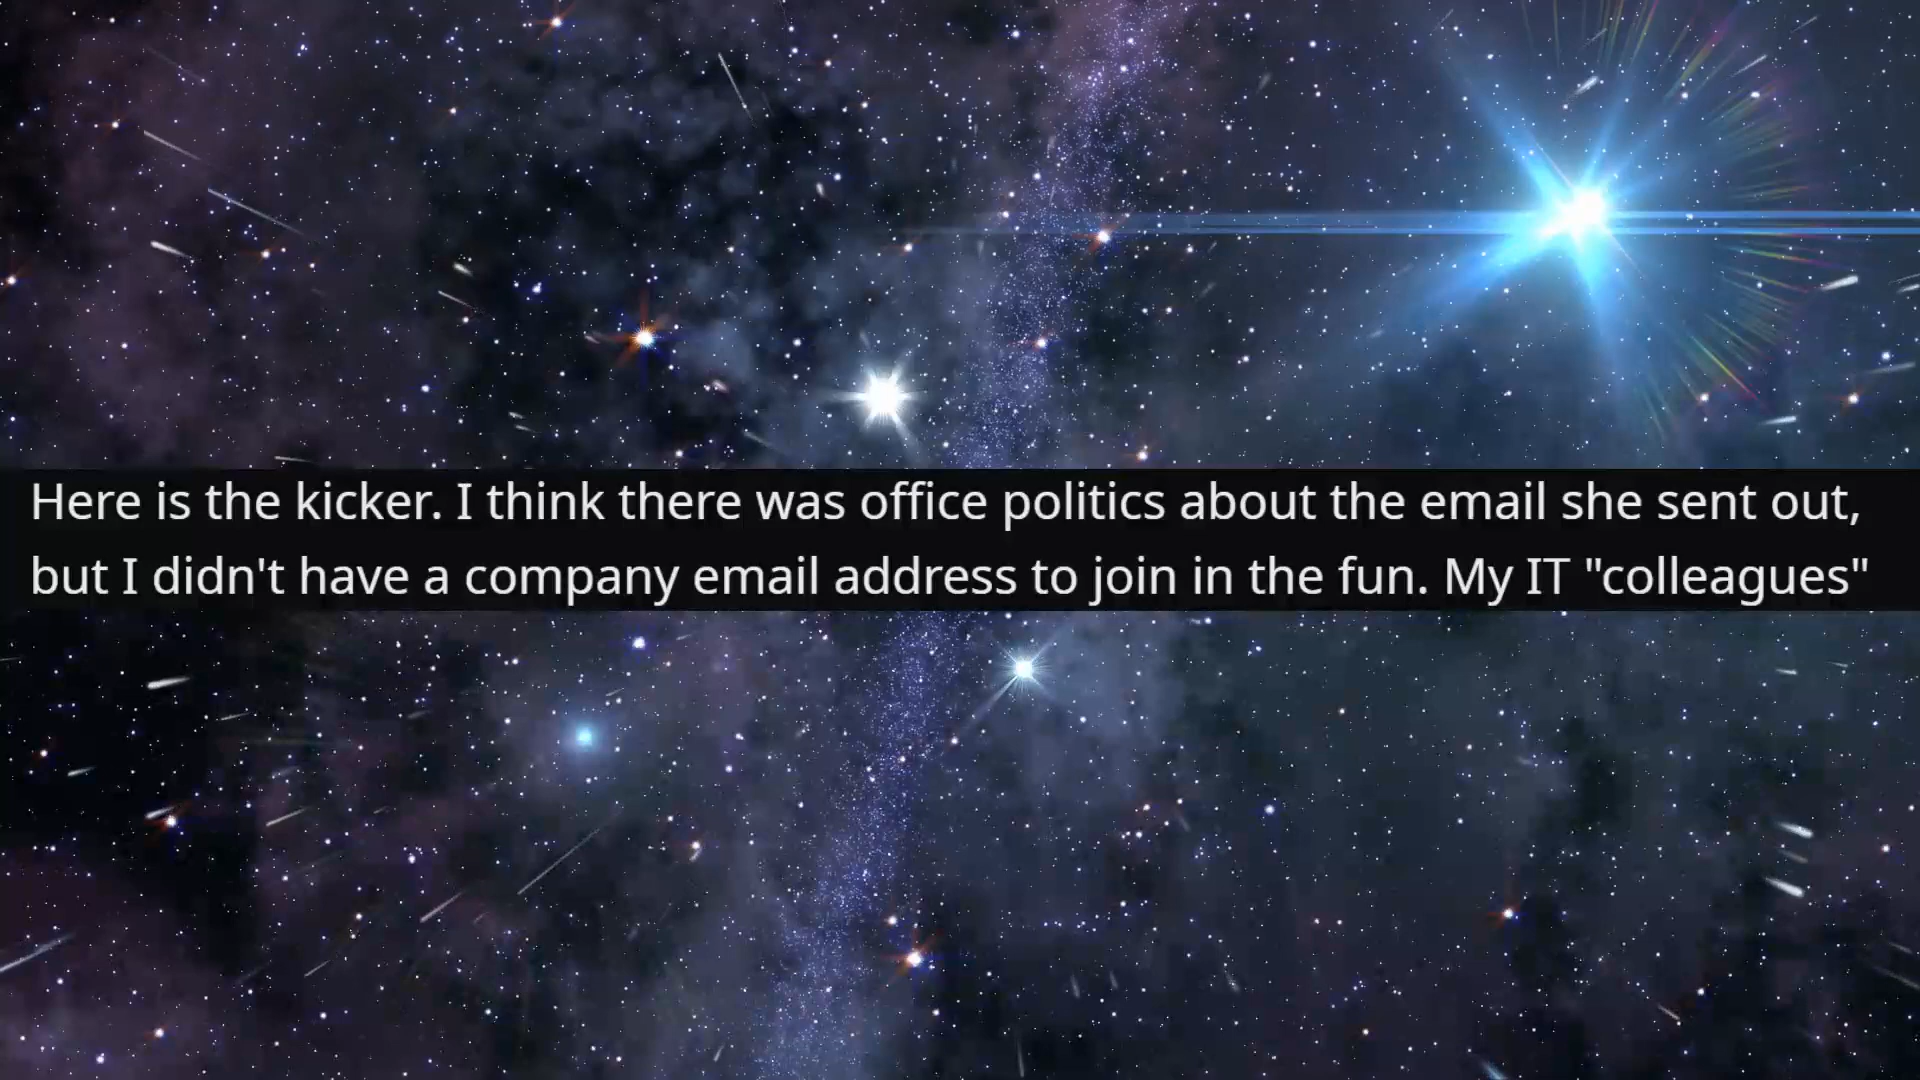 Here is the kicker. I think there was office politics about the email she sent out,
but I didn't have a company email address to join in the fun. My IT "colleagues"